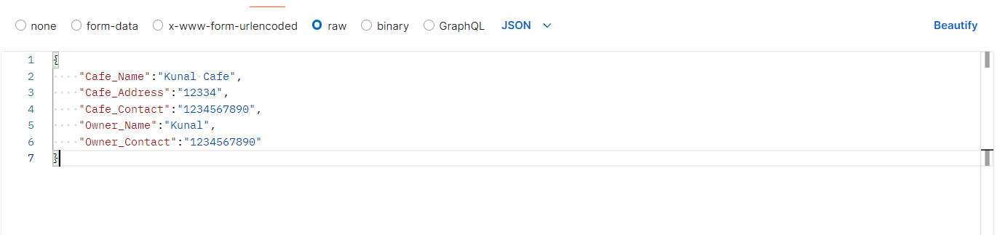 none form-data x-www-form-urlencoded raw binary GraphQL JSON Beautify
1 {
2 "Cafe_Name":"Kunal Cafe",
3 "Cafe_Address":"12334",
4 "Cafe_Contact":"1234567890",
5 "Owner_Name":"Kunal",
6 "Owner_Contact":"1234567890"
7 }